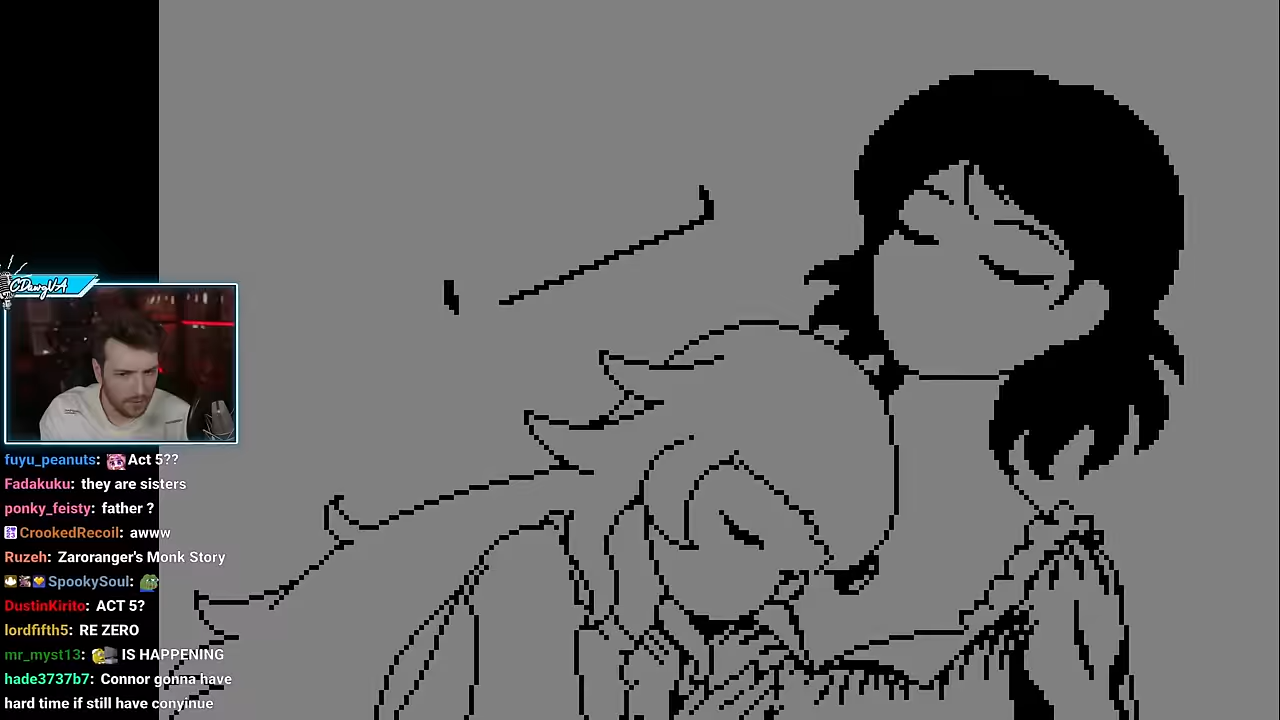 CDawgVA
fuyu_peanuts: Act 5??
Fadakuku: they are sisters
ponky_feisty: father ?
CrookedRecoil: awww
Ruzeh: Zaroranger's Monk Story
SpookySoul:
DustinKirito: ACT 5?
lordfifth5: RE ZERO
mr_myst13: IS HAPPENING
hade3737b7: Connor gonna have
hard time if still have conyinue